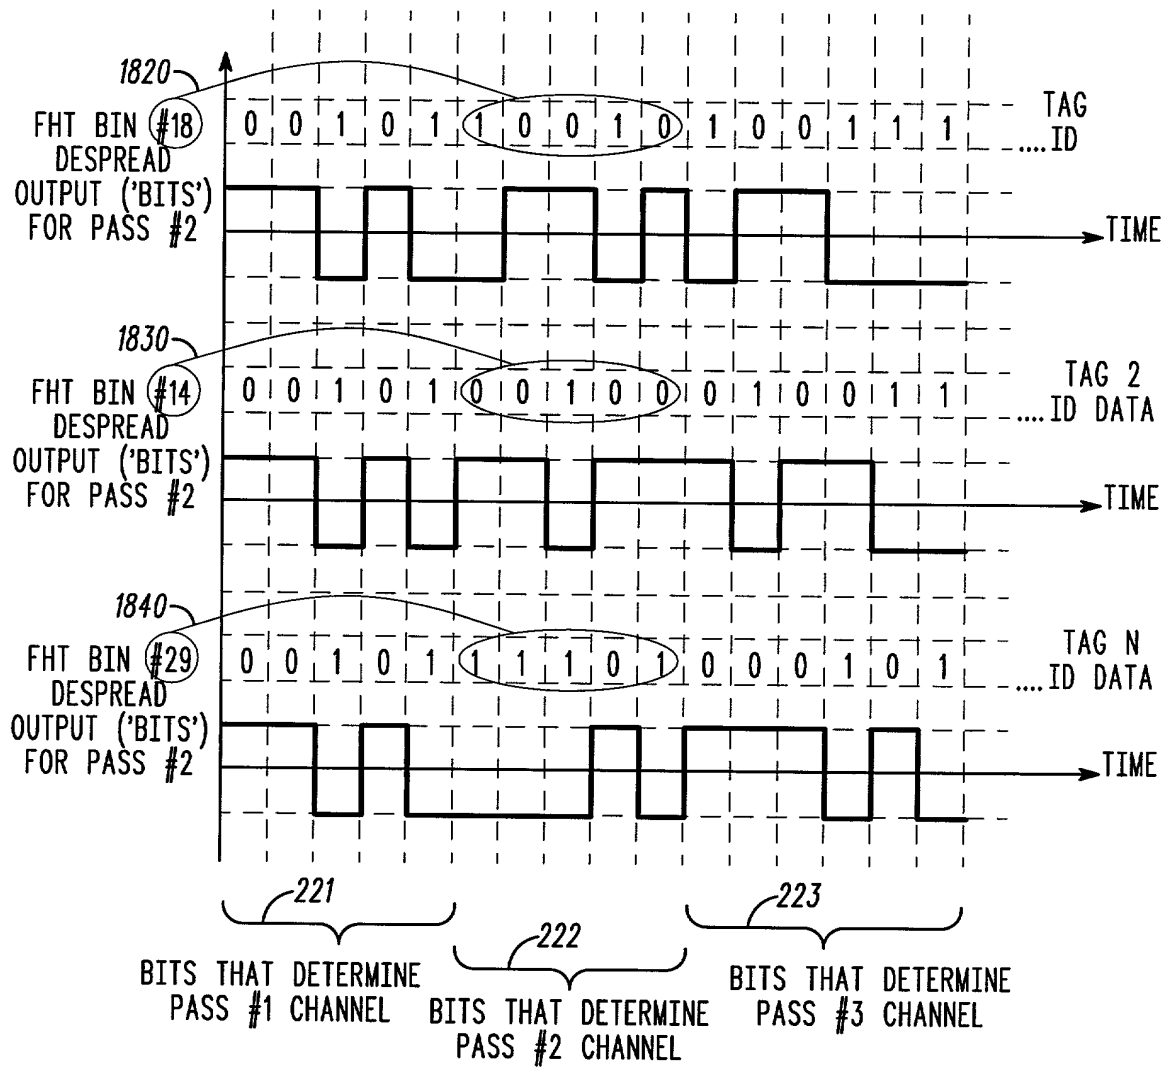 1820
FHT BIN #18 0 0 1 0 1 1 0 0 1 0 1 0 0 1 1 1 TAG
DESPREAD .... ID
OUTPUT ('BITS')
FOR PASS #2 TIME
1830
FHT BIN #14 0 0 1 0 1 0 0 1 0 0 0 1 0 0 1 1 TAG 2
DESPREAD .... ID DATA
OUTPUT ('BITS')
FOR PASS #2 TIME
1840
FHT BIN #29 0 0 1 0 1 1 1 1 0 1 0 0 0 1 0 1 TAG N
DESPREAD .... ID DATA
OUTPUT ('BITS')
FOR PASS #2 TIME
221
BITS THAT DETERMINE
PASS #1 CHANNEL
222
BITS THAT DETERMINE
PASS #2 CHANNEL
223
BITS THAT DETERMINE
PASS #3 CHANNEL